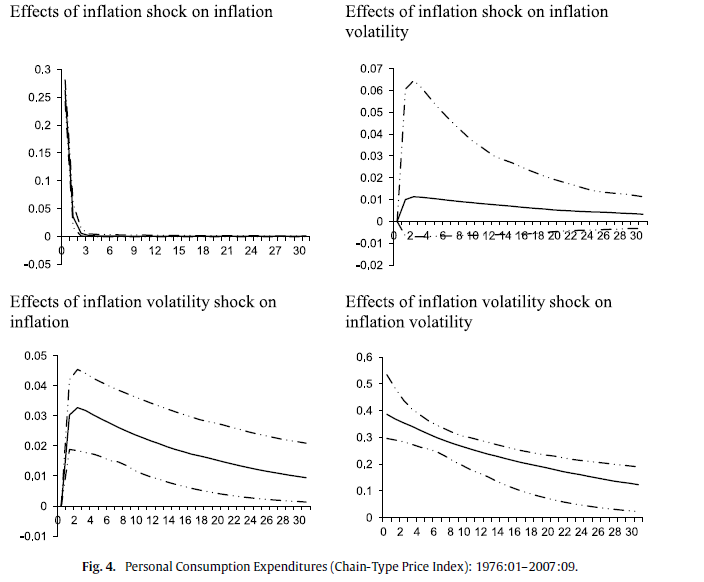 Effects of inflation shock on inflation
Effects of inflation shock on inflation
volatility
0.3
0.25
0,2
0.15
0.1
0.05
0
-0.05
0 3 6 9 12 15 18 21 24 27 30
0.07
0.06
0.05
0,04
0.03
0.02
0.01
0
-0.01
-0,02
0 2 4 6 8 10 12 14 16 18 20 22 24 26 28 30
Effects of inflation volatility shock on
inflation
Effects of inflation volatility shock on
inflation volatility
0.05
0.04
0.03
0.02
0,01
0
-0.01
0 2 4 6 8 10 12 14 16 18 20 22 24 26 28 30
0,6
0.5
0.4
0.3
0.2
0.1
0
0 2 4 6 8 10 12 14 16 18 20 22 24 26 28 30
Fig. 4. Personal Consumption Expenditures (Chain-Type Price Index): 1976:01–2007:09.